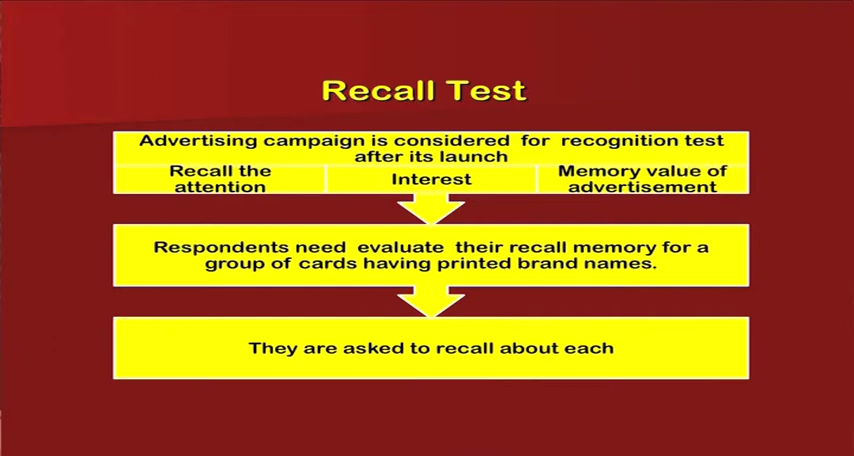 Recall Test
Advertising campaign is considered for recognition test
after its launch
Recall the
attention
Interest
Memory value of
advertisement
Respondents need evaluate their recall memory for a
group of cards having printed brand names.
They are asked to recall about each